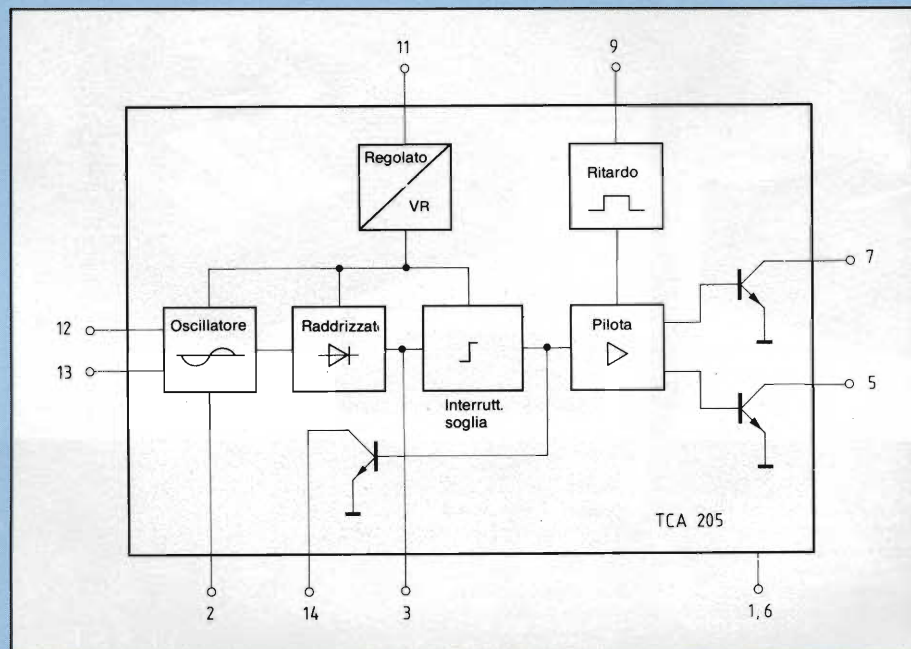 11
9
Regolato
VR
Ritardo
7
12
Oscillatore
Raddrizzato
Pilota
13
5
Interrutt.
soglia
TCA 205
2
14
3
1,6